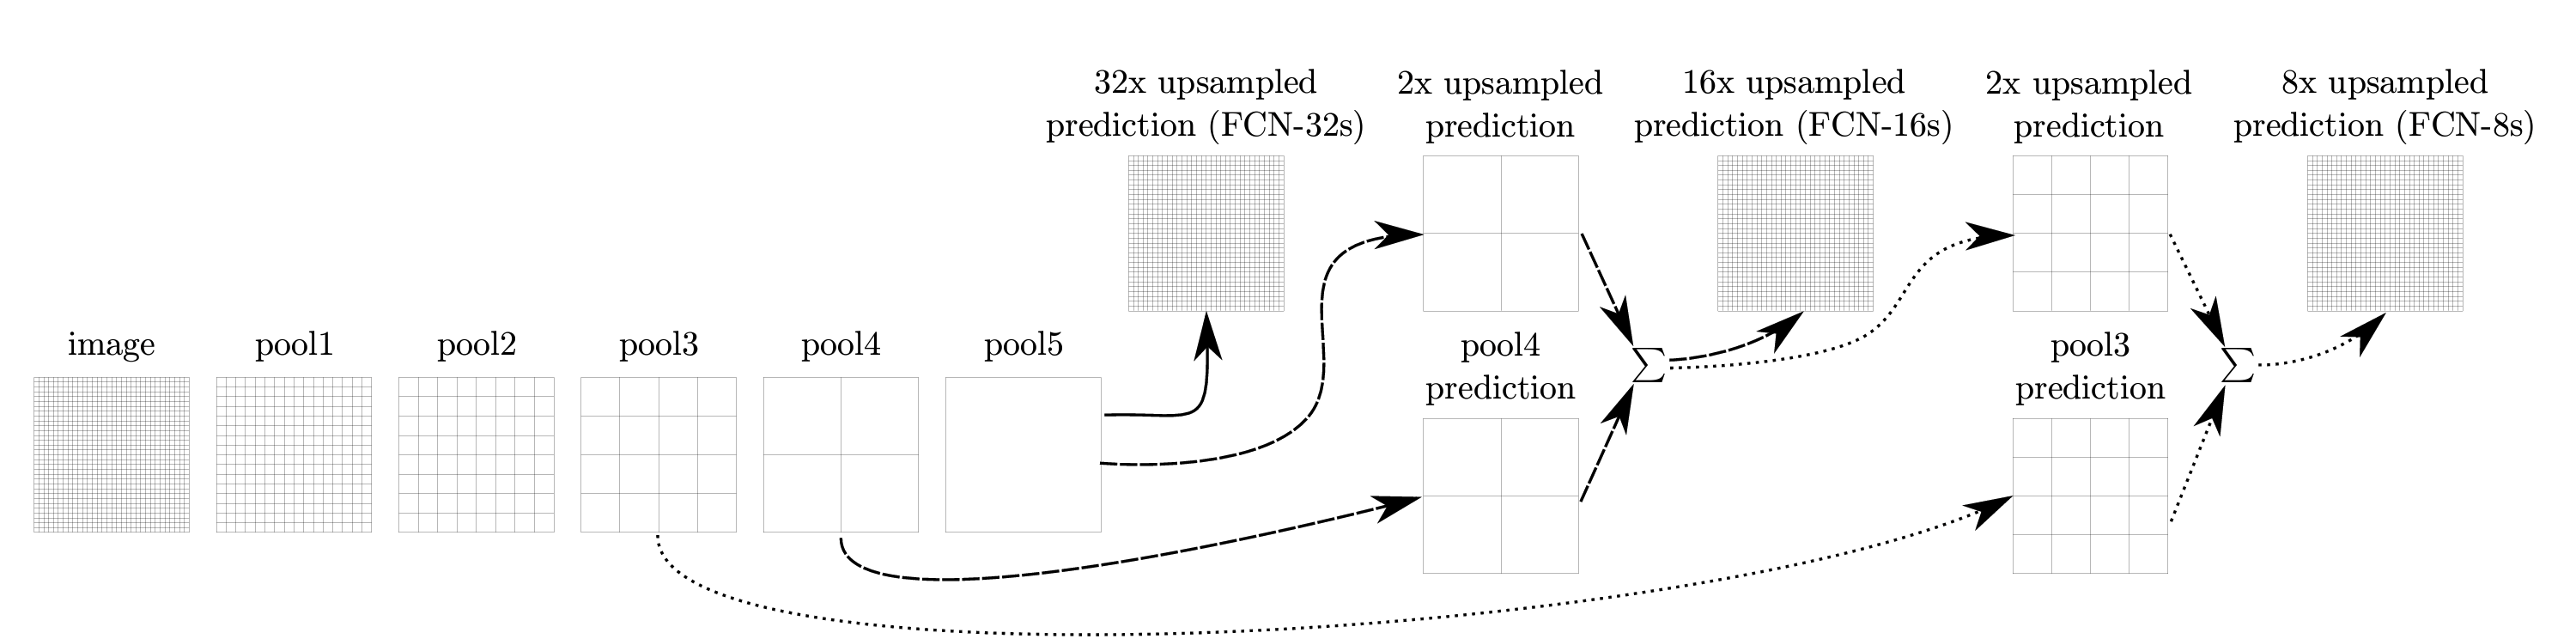 32x upsampled
prediction (FCN-32s)
2x upsampled
prediction
16x upsampled
prediction (FCN-16s)
2x upsampled
prediction
8x upsampled
prediction (FCN-8s)
image
pool1
pool2
pool3
pool4
pool5
pool4
prediction
Σ
pool3
prediction
Σ